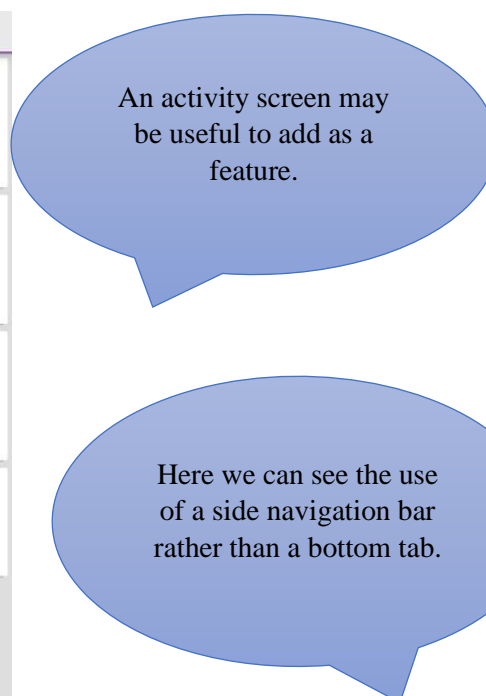 An activity screen may
be useful to add as a
feature.
Here we can see the use
of a side navigation bar
rather than a bottom tab.